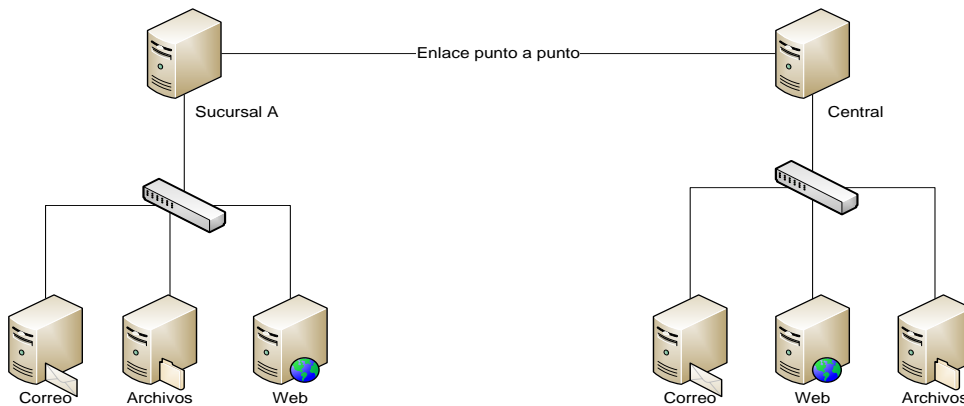 Enlace punto a punto
Sucursal A
Central
Correo
Archivos
Web
Correo
Web
Archivos